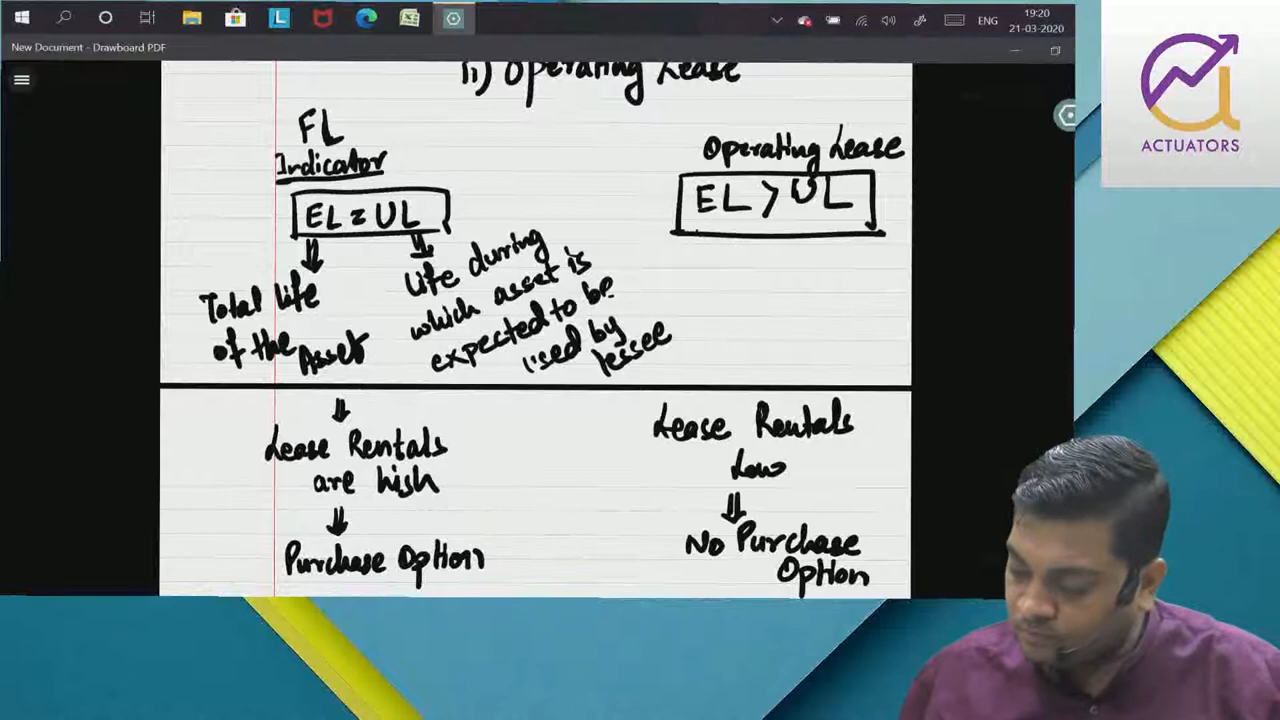 19:20
ENG
21-03-2020
New Document - Drawboard PDF
ii) Operating Lease
FL
Indicator
EL = UL
Total life
of the Asset
Life during
which asset is
expected to be
used by
lessee
Operating Lease
EL > UL
Lease Rentals
are high
Purchase Option
Lease Rentals
Low
No Purchase
Option
ACTUATORS